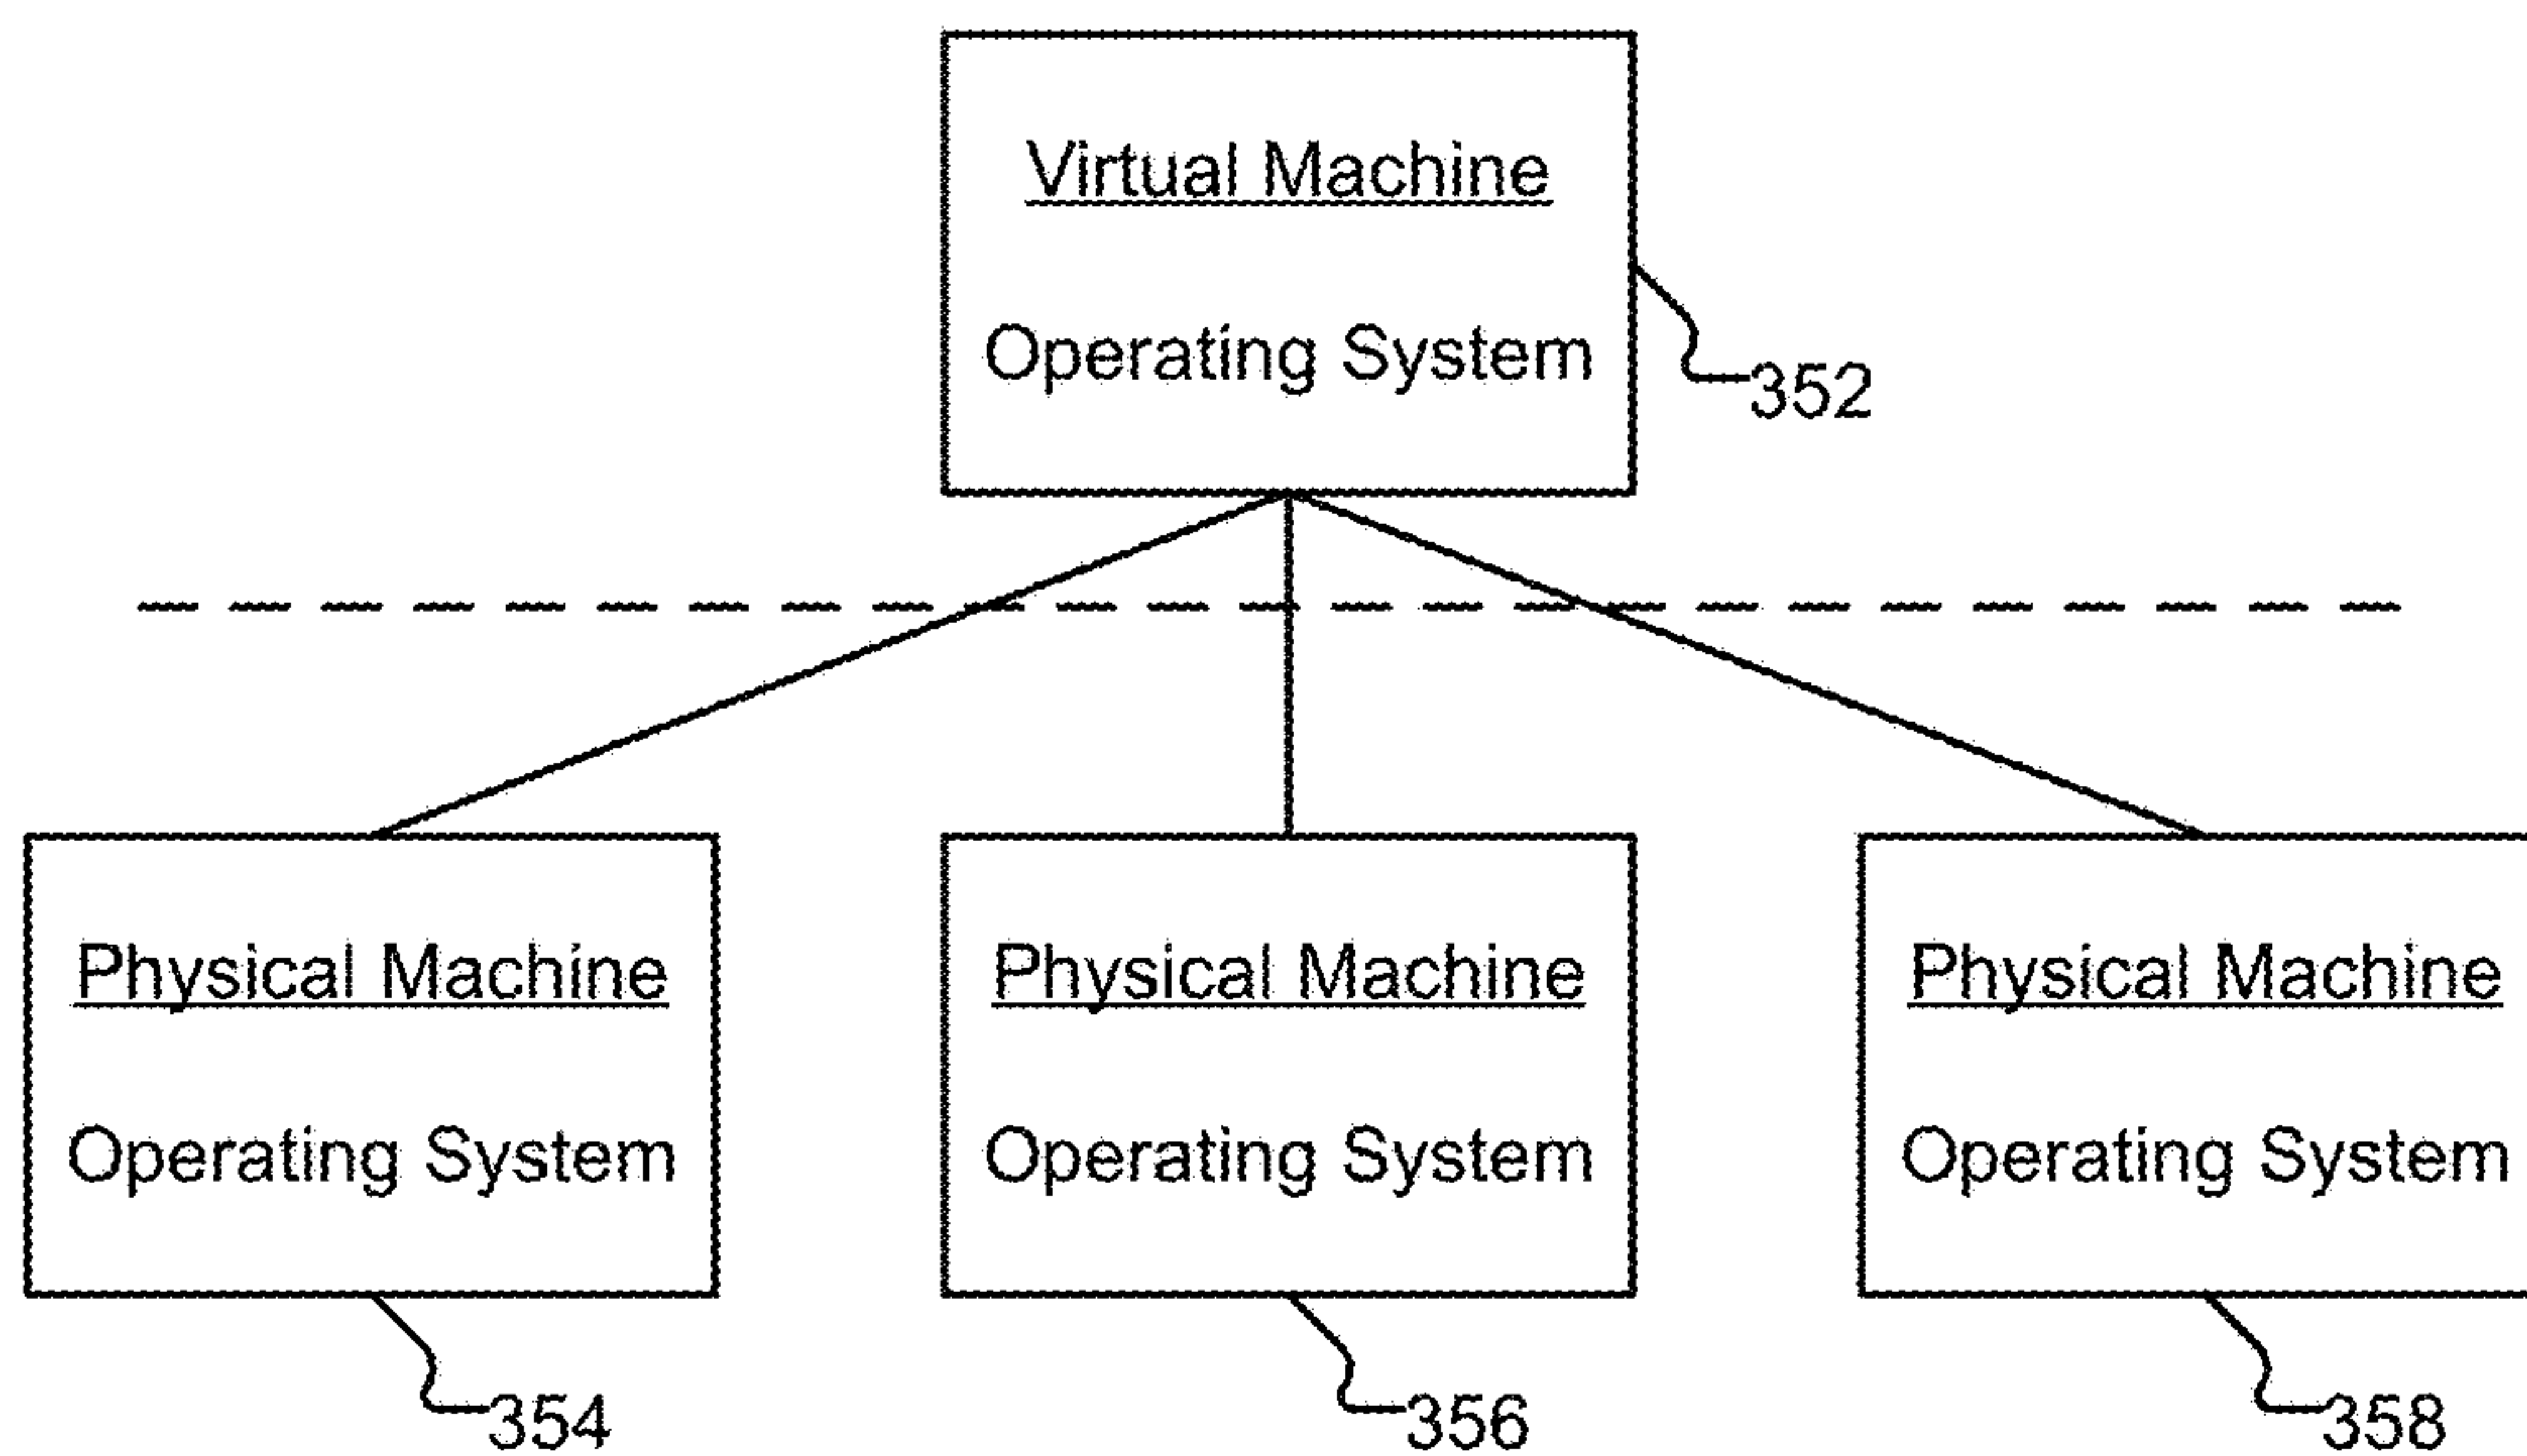 Virtual Machine
Operating System
352
Physical Machine
Operating System
354
Physical Machine
Operating System
356
Physical Machine
Operating System
358